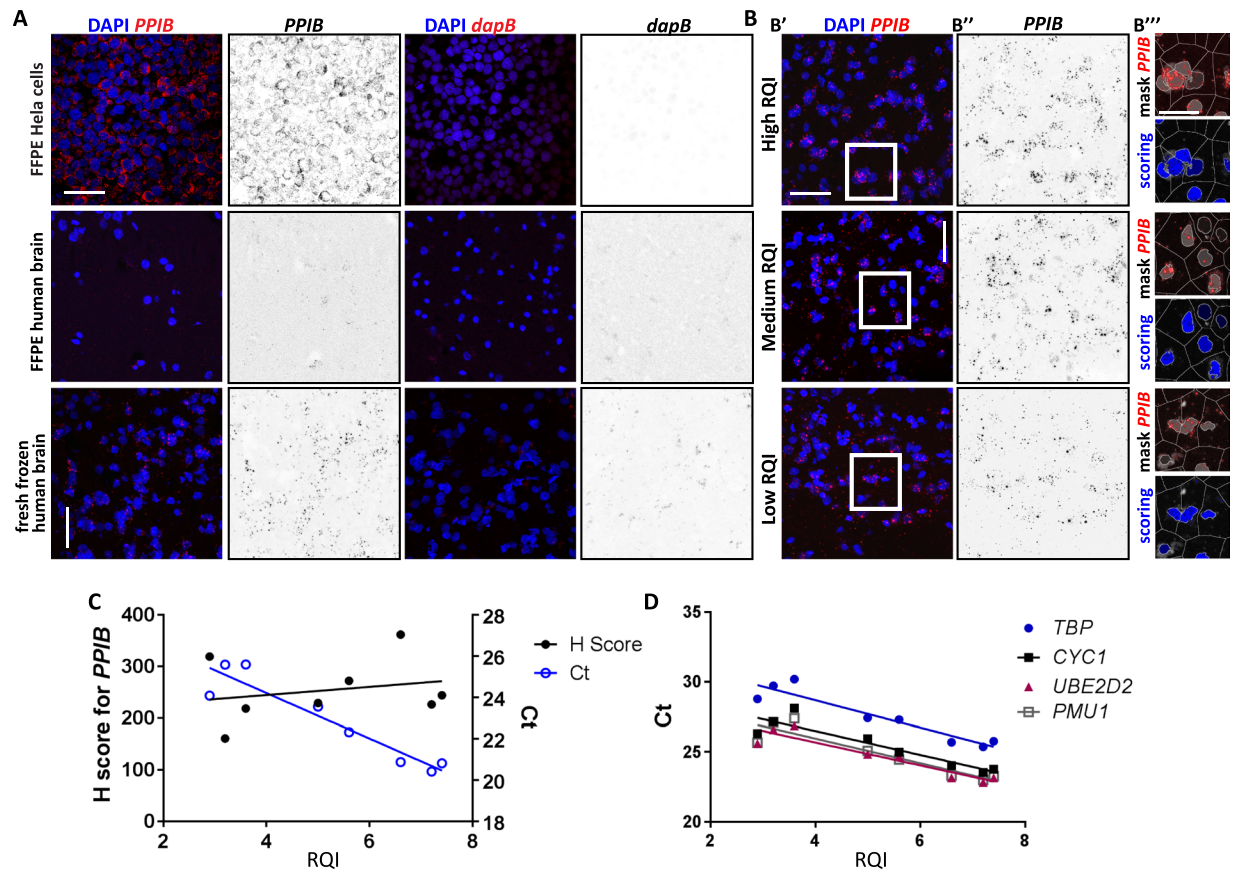 A
DAPI PPIB
PPIB
DAPI dapB
dapB
FFPE Hela cells
FFPE human brain
fresh frozen
human brain
B
B'
DAPI PPIB
B''
PPIB
B'''
High RQI
Medium RQI
Low RQI
mask PPIB
scoring
mask PPIB
scoring
mask PPIB
scoring
C
H score for PPIB
400
300
200
100
0
28
26
24
22
20
18
Ct
2
4
6
8
RQI
H Score
Ct
D
Ct
35
30
25
20
2
4
6
8
RQI
TBP
CYC1
UBE2D2
PMU1